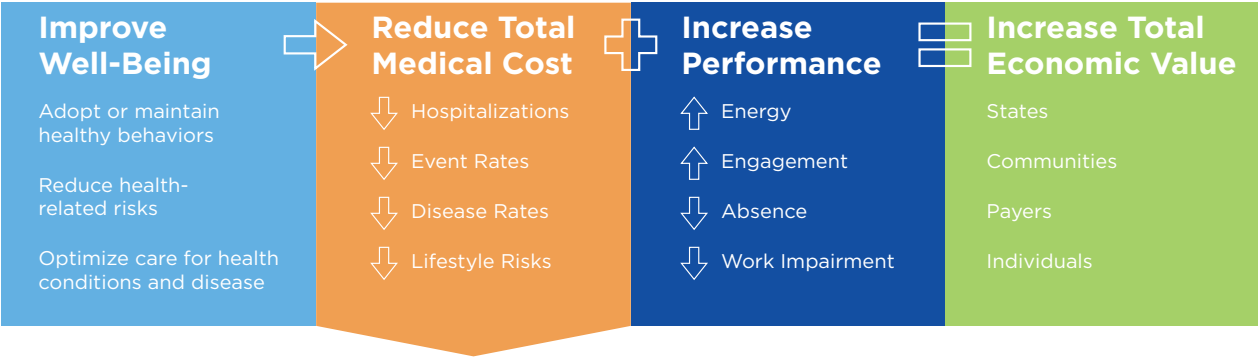 Improve
Well-Being
Adopt or maintain
healthy behaviors
Reduce health-
related risks
Optimize care for health
conditions and disease
Reduce Total
Medical Cost
Hospitalizations
Event Rates
Disease Rates
Lifestyle Risks
Increase
Performance
Energy
Engagement
Absence
Work Impairment
Increase Total
Economic Value
States
Communities
Payers
Individuals